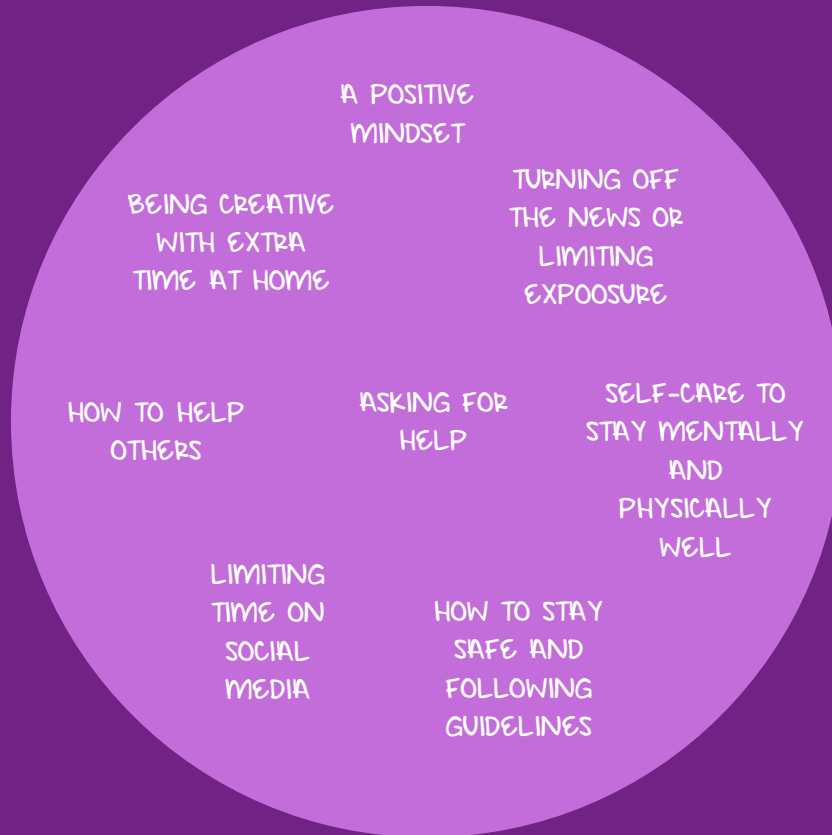 A POSITIVE
MINDSET
BEING CREATIVE
WITH EXTRA
TIME AT HOME
TURNING OFF
THE NEWS OR
LIMITING
EXPOOSURE
HOW TO HELP
OTHERS
ASKING FOR
HELP
SELF-CARE TO
STAY MENTALLY
AND
PHYSICALLY
WELL
LIMITING
TIME ON
SOCIAL
MEDIA
HOW TO STAY
SAFE AND
FOLLOWING
GUIDELINES